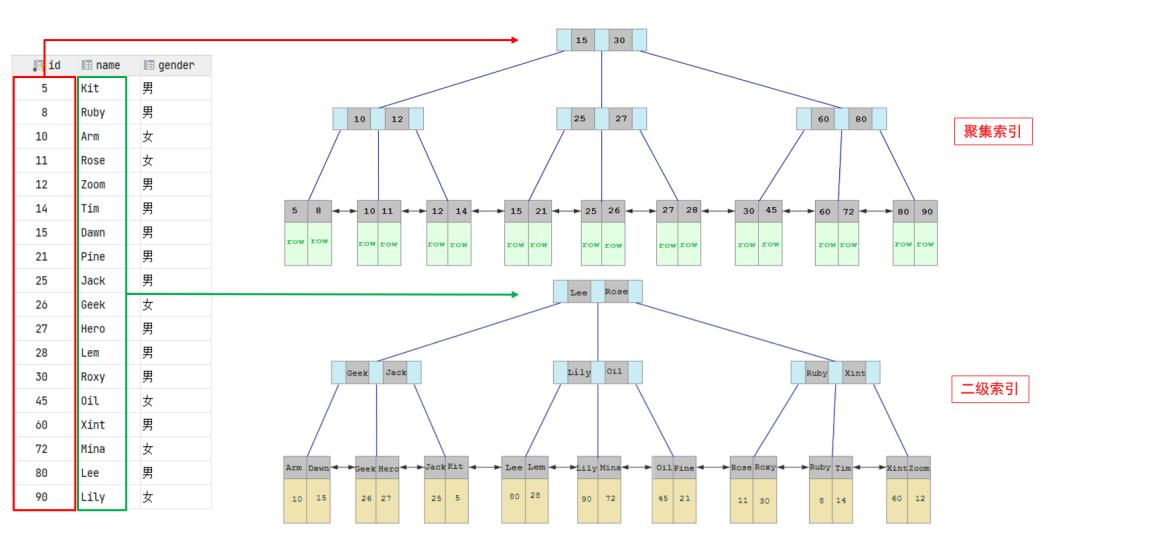 id name gender
5 Kit 男
8 Ruby 男
10 Arm 女
11 Rose 女
12 Zoom 男
14 Tim 男
15 Dawn 男
21 Pine 男
25 Jack 男
26 Geek 女
27 Hero 男
28 Lem 男
30 Roxy 男
45 Oil 女
60 Xint 男
72 Mina 女
80 Lee 男
90 Lily 女
15 30
10 12 25 27 60 80
聚集索引
5 8 10 11 12 14 15 21 25 26 27 28 30 45 60 72 80 90
row row row row row row row row row row row row row row row row row row
Lee Rose
Geek Jack Lily Oil Ruby Xint
二级索引
Arm Dawn Geek Hero Jack Kit Lee Lem Lily Mina Oil Pine Rose Roxy Ruby Tim Xint Zoom
10 15 26 27 25 5 80 28 90 72 45 21 11 30 8 14 60 12